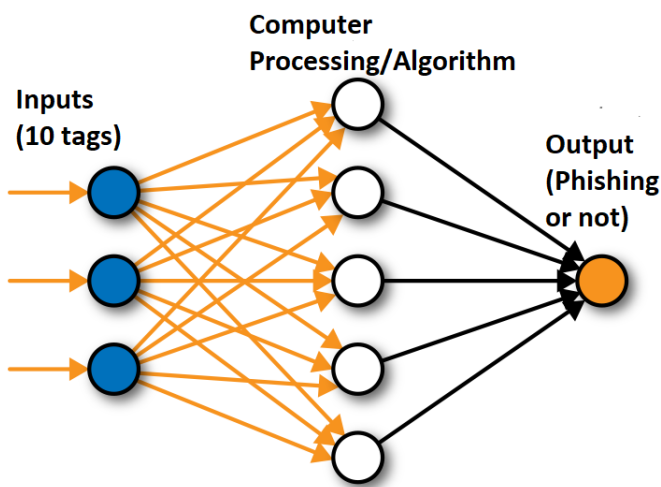 Computer
Processing/Algorithm
Inputs
(10 tags)
Output
(Phishing
or not)